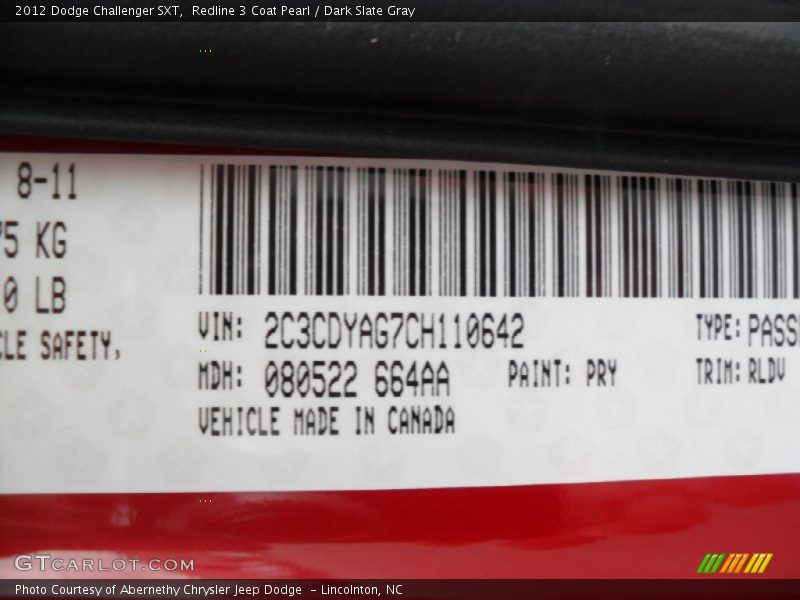 2012 Dodge Challenger SXT,  Redline 3 Coat Pearl / Dark Slate Gray
8-11
5 KG
0 LB
CLE SAFETY,
VIN: 2C3CDYAG7CH110642
TYPE: PASS
MDH: 080522 664AA
PAINT: PRY
TRIM: RLDV
VEHICLE MADE IN CANADA
GTCARLOT.COM
Photo Courtesy of Abernethy Chrysler Jeep Dodge  – Lincolnton, NC